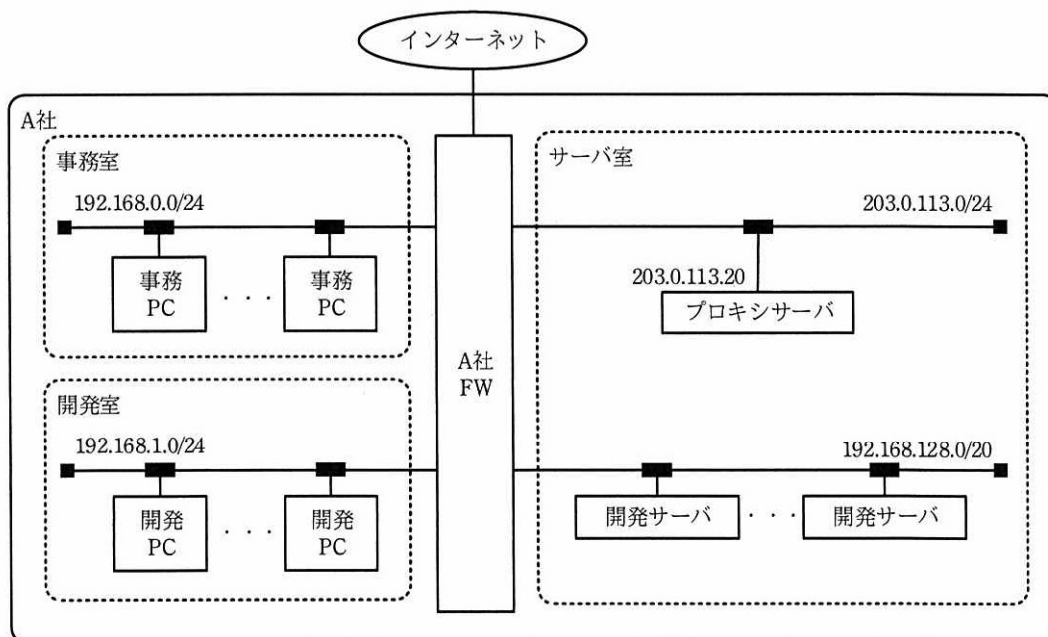 インターネット
A社
事務室
192.168.0.0/24
事務
PC
. . .
事務
PC
サーバ室
203.0.113.0/24
203.0.113.20
プロキシサーバ
A社
FW
開発室
192.168.1.0/24
開発
PC
. . .
開発
PC
192.168.128.0/20
開発サーバ
. . .
開発サーバ